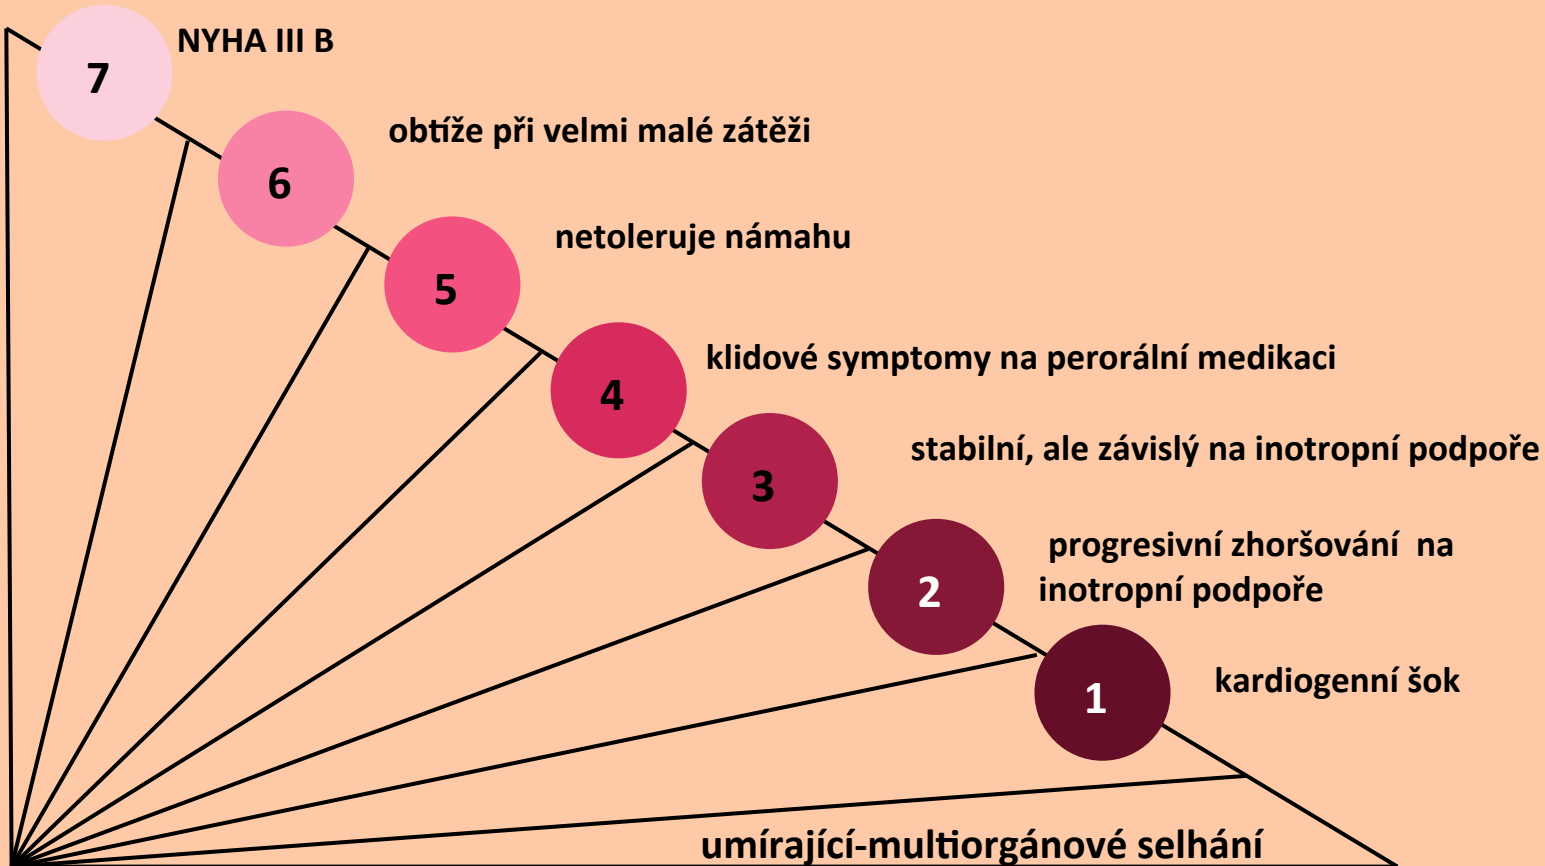 NYHA III B
7
obtíže při velmi malé zátěži
6
netoleruje námahu
5
klidové symptomy na perorální medikaci
4
stabilní, ale závislý na inotropní podpoře
3
progresivní zhoršování na
inotropní podpoře
2
kardiogenní šok
1
umírající-multiorgánové selhání